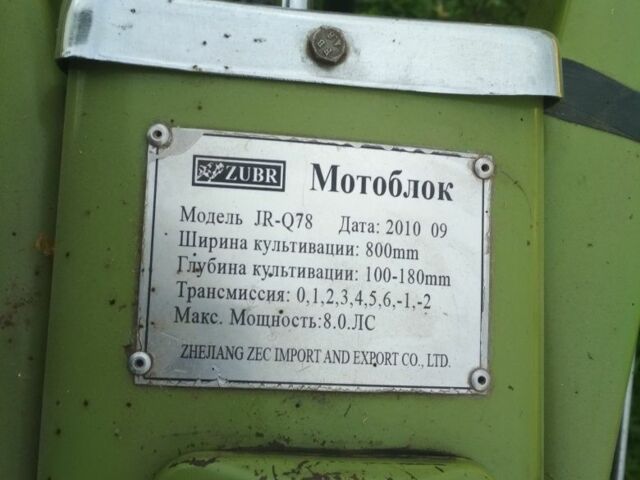 ZUBR Мотоблок
Модель JR-Q78 Дата: 2010 09
Ширина культивации: 800mm
Глубина культивации: 100-180mm
Трансмиссия: 0,1,2,3,4,5,6,-1,-2
Макс. Мощность:8.0.ЛС
ZHEJIANG ZEC IMPORT AND EXPORT CO., LTD.